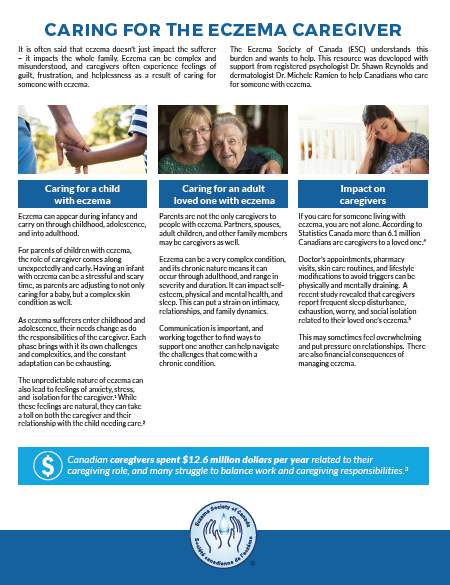 CARING FOR THE ECZEMA CAREGIVER
It is often said that eczema doesn't just impact the sufferer
– it impacts the whole family. Eczema can be complex and
misunderstood, and caregivers often experience feelings of
guilt, frustration, and helplessness as a result of caring for
someone with eczema.
The Eczema Society of Canada (ESC) understands this
burden and wants to help. This resource was developed with
support from registered psychologist Dr. Shawn Reynolds and
dermatologist Dr. Michele Ramien to help Canadians who care
for someone with eczema.
Caring for a child
with eczema
Eczema can appear during infancy and
carry on through childhood, adolescence,
and into adulthood.
For parents of children with eczema,
the role of caregiver comes along
unexpectedly and early. Having an infant
with eczema can be a stressful and scary
time, as parents are adjusting to not only
caring for a baby, but a complex skin
condition as well.
As eczema sufferers enter childhood and
adolescence, their needs change as do
the responsibilities of the caregiver. Each
phase brings with it its own challenges
and complexities, and the constant
adaptation can be exhausting.
The unpredictable nature of eczema can
also lead to feelings of anxiety, stress,
and isolation for the caregiver.¹ While
these feelings are natural, they can take
a toll on both the caregiver and their
relationship with the child needing care.²
Caring for an adult
loved one with eczema
Parents are not the only caregivers to
people with eczema. Partners, spouses,
adult children, and other family members
may be caregivers as well.
Eczema can be a very complex condition,
and its chronic nature means it can
occur through adulthood, and range in
severity and duration. It can impact self-
esteem, physical and mental health, and
sleep. This can put a strain on intimacy,
relationships, and family dynamics.
Communication is important, and
working together to find ways to
support one another can help navigate
the challenges that come with a
chronic condition.
Impact on
caregivers
If you care for someone living with
eczema, you are not alone. According to
Statistics Canada more than 6.1 million
Canadians are caregivers to a loved one.⁴
Doctor's appointments, pharmacy
visits, skin care routines, and lifestyle
modifications to avoid triggers can be
physically and mentally draining. A
recent study revealed that caregivers
report frequent sleep disturbance,
exhaustion, worry, and social isolation
related to their loved one's eczema.⁵
This may sometimes feel overwhelming
and put pressure on relationships. There
are also financial consequences of
managing eczema.
$
Canadian caregivers spent $12.6 million dollars per year related to their
caregiving role, and many struggle to balance work and caregiving responsibilities.³
Eczema Society of Canada
Société canadienne de l'eczéma